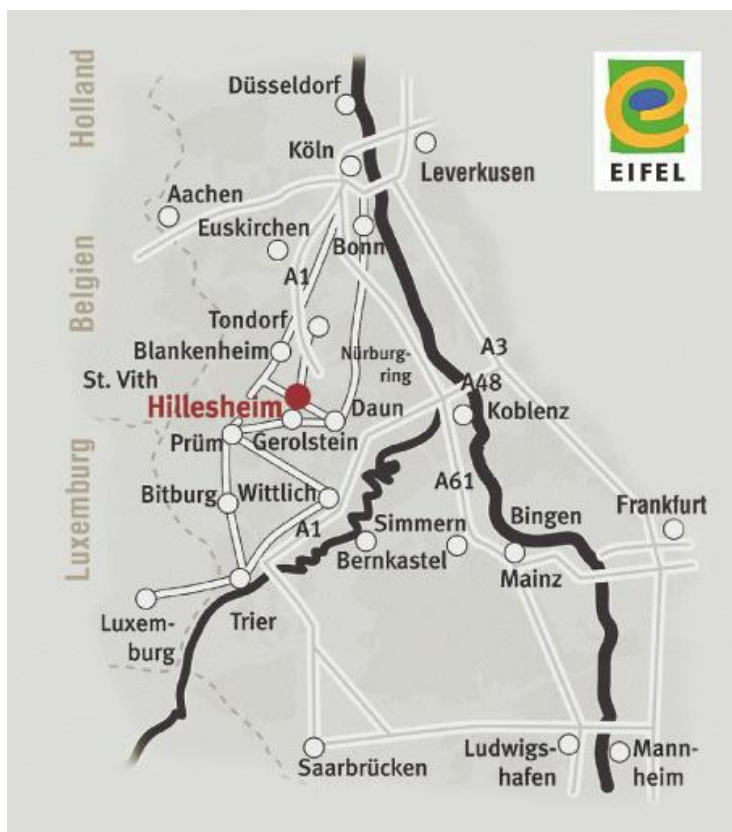 Holland
Düsseldorf
EIFEL
Köln
Leverkusen
Aachen
Euskirchen
Bonn
Belgien
A1
Tondorf
Blankenheim
Nürburg-
ring
A3
St. Vith
A48
Hillesheim
Daun
Koblenz
Prüm
Gerolstein
Luxemburg
A61
Bitburg
Wittlich
Frankfurt
Bingen
Simmern
A1
Bernkastel
Mainz
Luxem-
burg
Trier
Saarbrücken
Ludwigs-
hafen
Mann-
heim